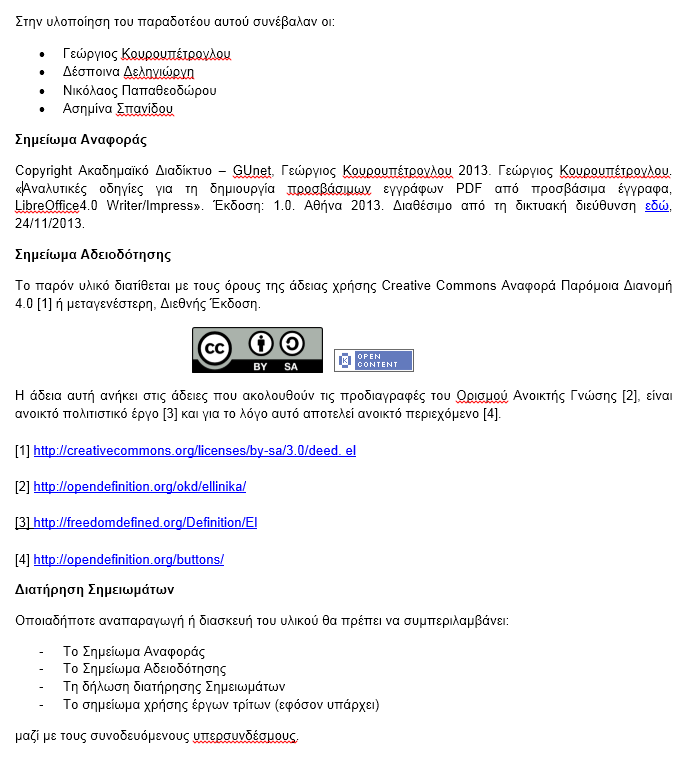 Στην υλοποίηση του παραδοτέου αυτού συνέβαλαν οι:
• Γεώργιος Κουρουπέτρογλου
• Δέσποινα Δεληγιώργη
• Νικόλαος Παπαθεοδώρου
• Ασημίνα Σπανίδου
Σημείωμα Αναφοράς
Copyright Ακαδημαϊκό Διαδίκτυο – GUnet, Γεώργιος Κουρουπέτρογλου 2013. Γεώργιος Κουρουπέτρογλου.
«Αναλυτικές οδηγίες για τη δημιουργία προσβάσιμων εγγράφων PDF από προσβάσιμα έγγραφα,
LibreOffice4.0 Writer/Impress». Έκδοση: 1.0. Αθήνα 2013. Διαθέσιμο από τη δικτυακή διεύθυνση εδώ,
24/11/2013.
Σημείωμα Αδειοδότησης
Το παρόν υλικό διατίθεται με τους όρους της άδειας χρήσης Creative Commons Αναφορά Παρόμοια Διανομή
4.0 [1] ή μεταγενέστερη, Διεθνής Έκδοση.
cc BY SA OPEN
CONTENT
Η άδεια αυτή ανήκει στις άδειες που ακολουθούν τις προδιαγραφές του Oρισμού Ανοικτής Γνώσης [2], είναι
ανοικτό πολιτιστικό έργο [3] και για το λόγο αυτό αποτελεί ανοικτό περιεχόμενο [4].
[1] http://creativecommons.org/licenses/by-sa/3.0/deed. el
[2] http://opendefinition.org/okd/ellinika/
[3] http://freedomdefined.org/Definition/El
[4] http://opendefinition.org/buttons/
Διατήρηση Σημειωμάτων
Οποιαδήποτε αναπαραγωγή ή διασκευή του υλικού θα πρέπει να συμπεριλαμβάνει:
- Το Σημείωμα Αναφοράς
- Το Σημείωμα Αδειοδότησης
- Τη δήλωση διατήρησης Σημειωμάτων
- Το σημείωμα χρήσης έργων τρίτων (εφόσον υπάρχει)
μαζί με τους συνοδευόμενους υπερσυνδέσμους.